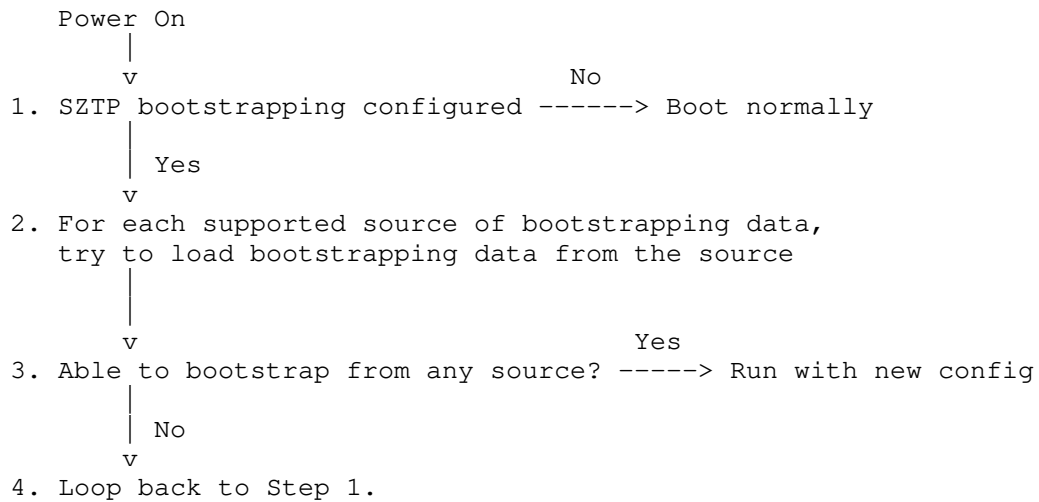 Power On
No
1. SZTP bootstrapping configured ------> Boot normally
Yes
v
2. For each supported source of bootstrapping data,
try to load bootstrapping data from the source
v Yes
3. Able to bootstrap from any source? -----> Run with new config
No
v
4. Loop back to Step 1.